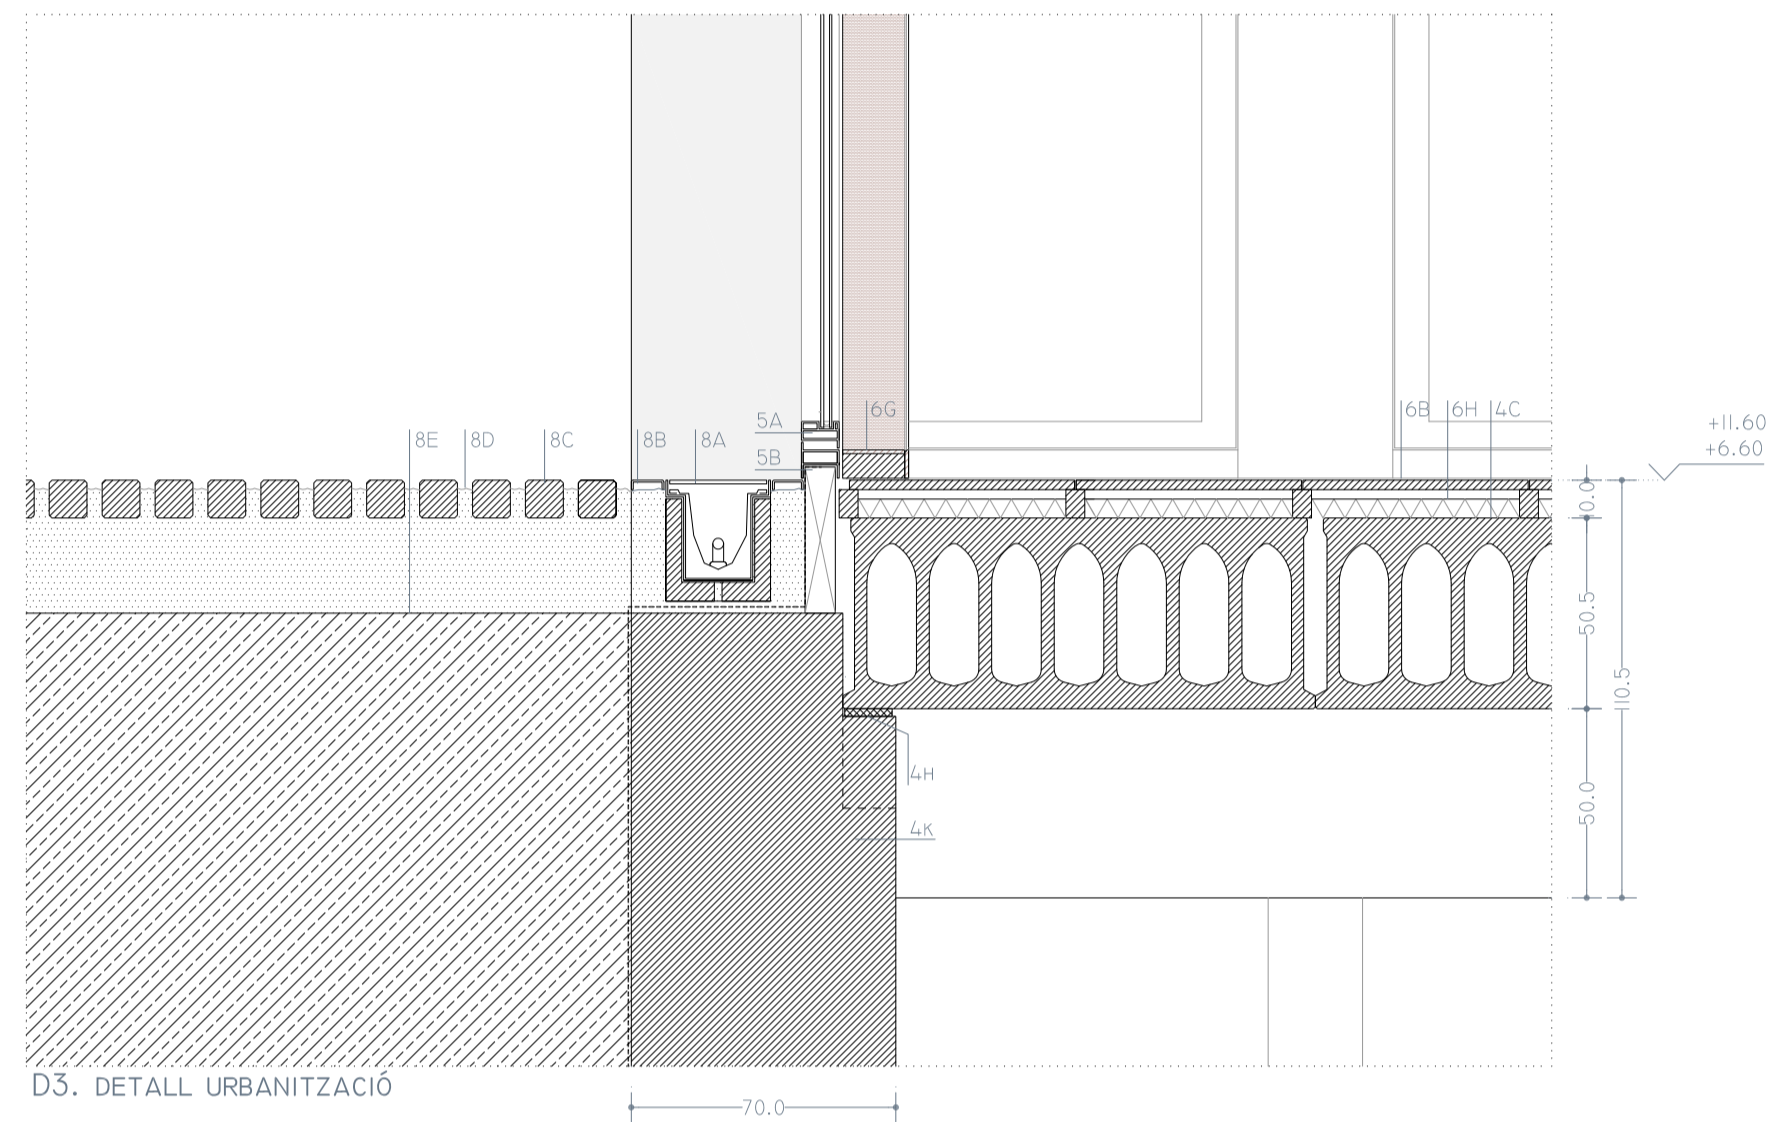 5A
6G
6B
6H
4C
+11.60
+6.60
8E
8D
8C
8B
8A
5B
10.0
50.5
110.5
4H
50.0
4K
D3. DETALL URBANITZACIÓ
70.0